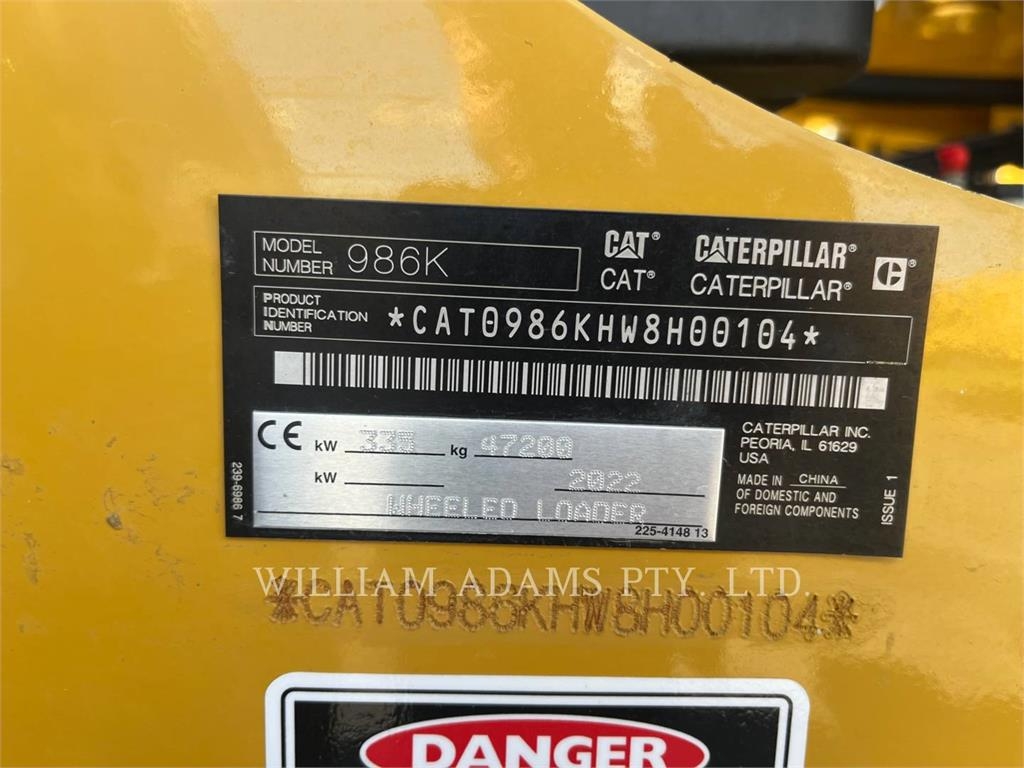 MODEL NUMBER 986K
CAT® CATERPILLAR®
CAT® CATERPILLAR®
C®
PRODUCT IDENTIFICATION NUMBER *CAT0986KHW8H00104*
CE kW 335 kg 47200
kW 2022
WHEELED LOADER
225-4148 13
239-6986 7
CATERPILLAR INC.
PEORIA, IL 61629
USA
MADE IN CHINA
OF DOMESTIC AND
FOREIGN COMPONENTS
ISSUE 1
WILLIAM ADAMS PTY. LTD.
*CAT0986KHW8H00104*
DANGER